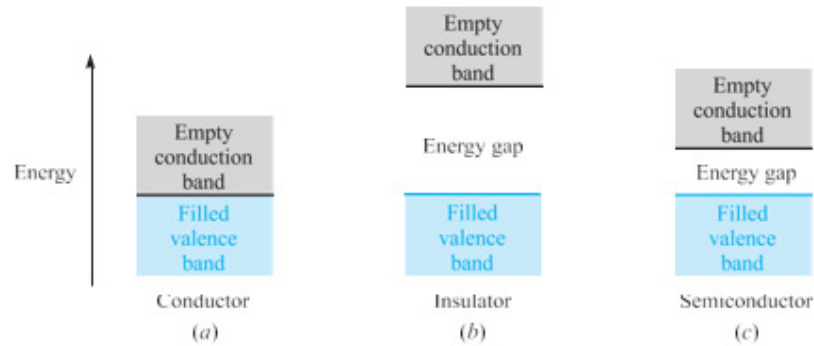 Energy
Empty
conduction
band
Filled
valence
band
Conductor
(a)
Empty
conduction
band
Energy gap
Filled
valence
band
Insulator
(b)
Empty
conduction
band
Energy gap
Filled
valence
band
Semiconductor
(c)